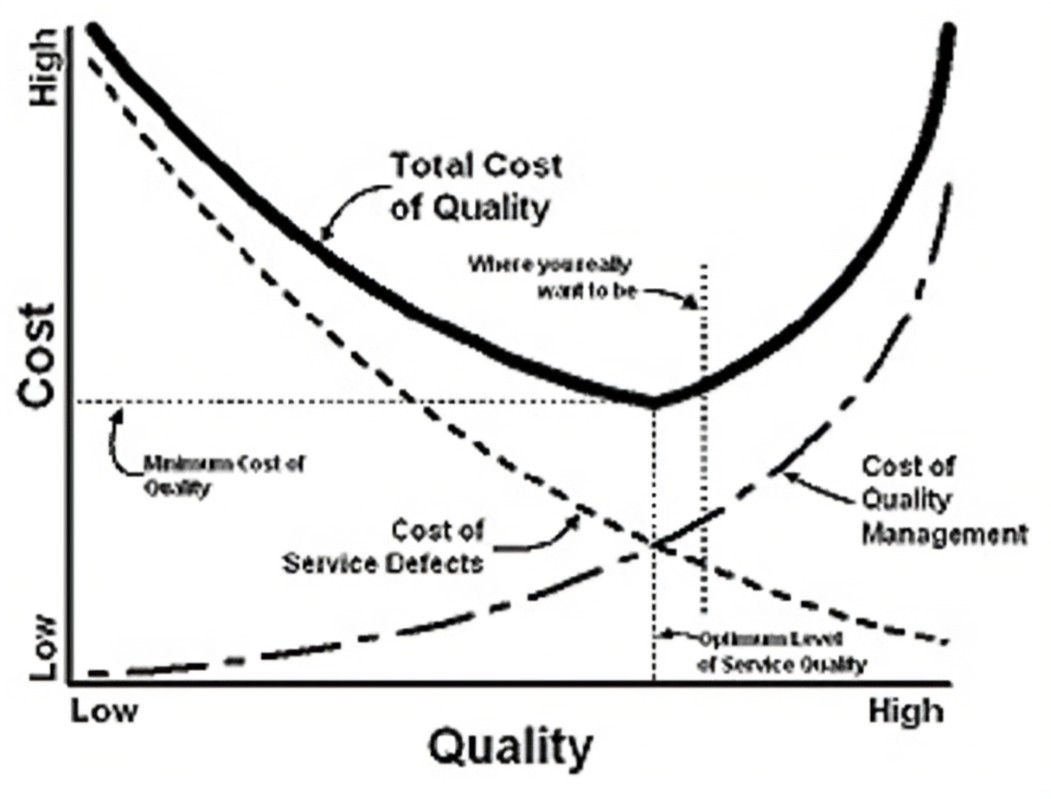 High
Total Cost
of Quality
Where you really
want to be
Cost
Minimum Cost of
Quality
Cost of
Service Defects
Cost of
Quality
Management
Optimum Level
of Service Quality
Low
Low
High
Quality